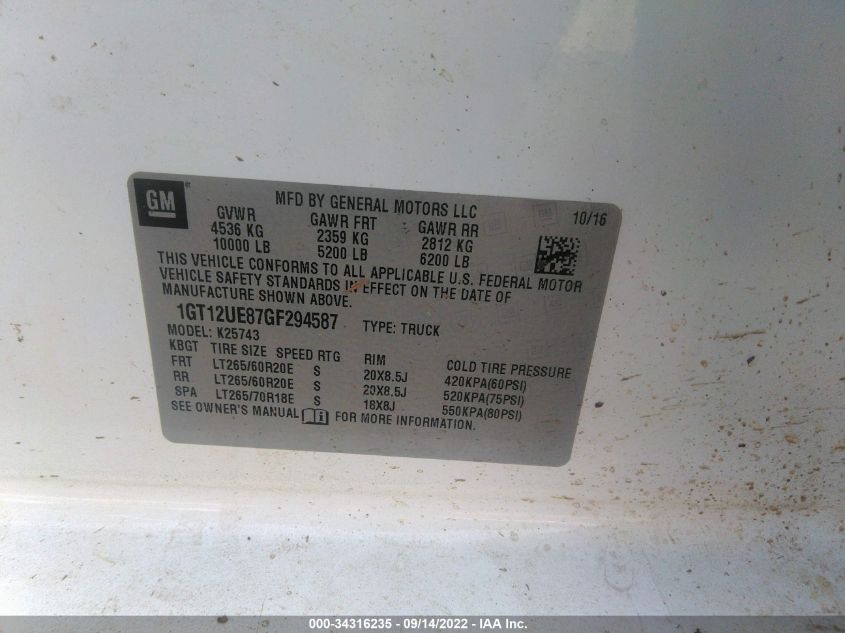 GM
MFD BY GENERAL MOTORS LLC
10/16
GVWR GAWR FRT GAWR RR
4536 KG 2359 KG 2812 KG
10000 LB 5200 LB 6200 LB
THIS VEHICLE CONFORMS TO ALL APPLICABLE U.S. FEDERAL MOTOR
VEHICLE SAFETY STANDARDS IN EFFECT ON THE DATE OF
MANUFACTURE SHOWN ABOVE.
1GT12UE87GF294587 TYPE: TRUCK
MODEL: K25743
KBGT TIRE SIZE SPEED RTG RIM COLD TIRE PRESSURE
FRT LT265/60R20E S 20X8.5J 420KPA(60PSI)
RR LT265/60R20E S 20X8.5J 520KPA(75PSI)
SPA LT265/70R18E S 18X8J 550KPA(80PSI)
SEE OWNER'S MANUAL FOR MORE INFORMATION.
000-34316235 - 09/14/2022 - IAA Inc.